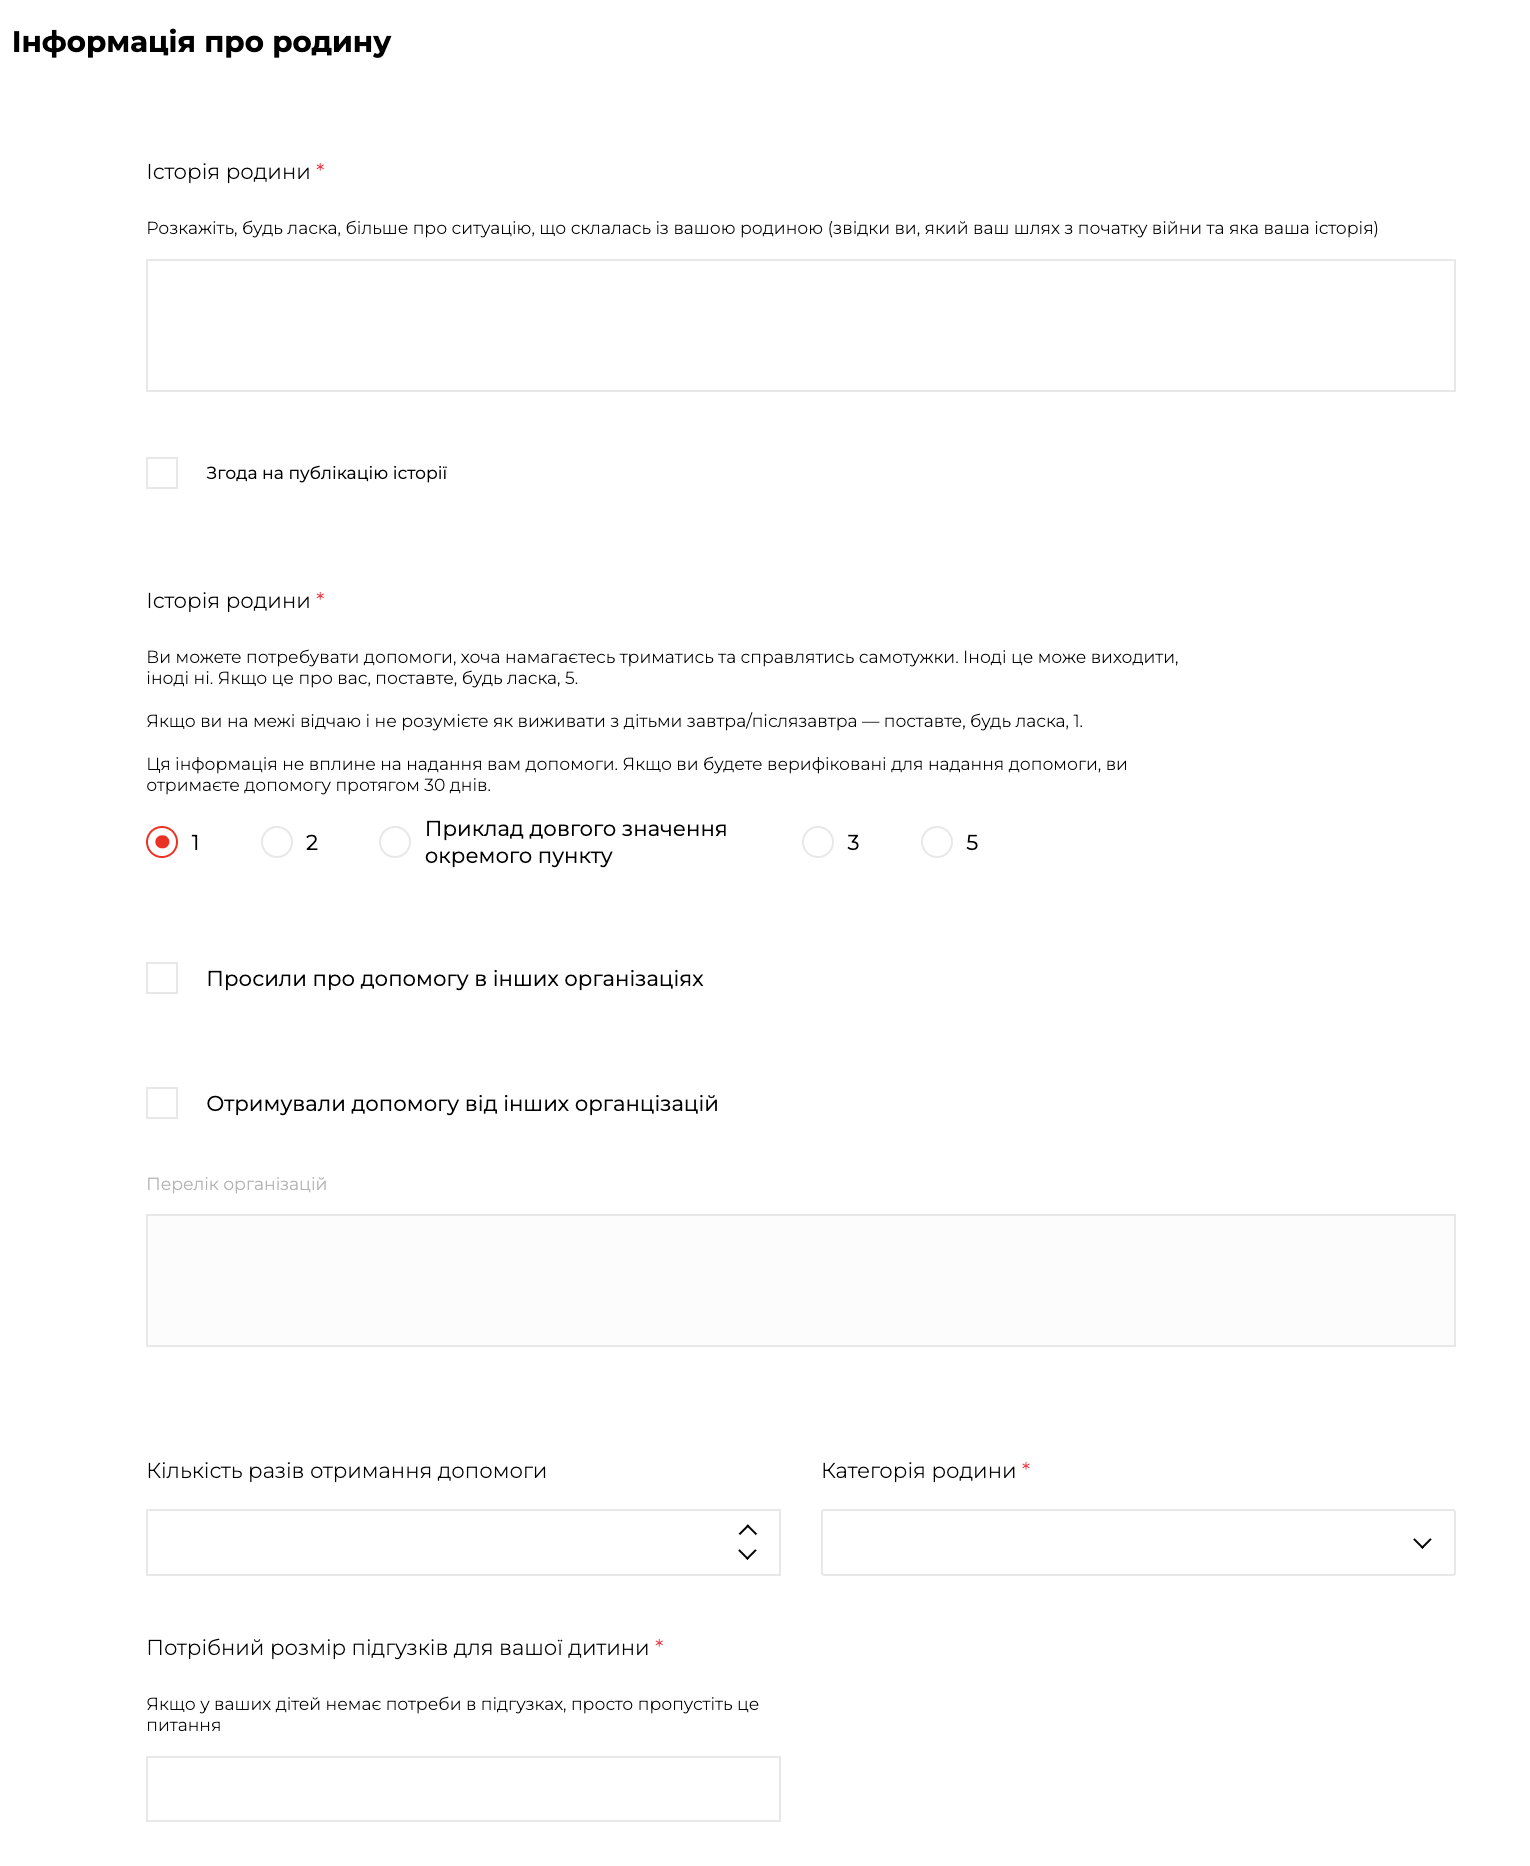 Інформація про родину
Історія родини *
Розкажіть, будь ласка, більше про ситуацію, що склалась із вашою родиною (звідки ви, який ваш шлях з початку війни та яка ваша історія)
Згода на публікацію історії
Історія родини *
Ви можете потребувати допомоги, хоча намагаєтесь триматись та справлятись самотужки. Іноді це може виходити,
іноді ні. Якщо це про вас, поставте, будь ласка, 5.
Якщо ви на межі відчаю і не розумієте як виживати з дітьми завтра/післязавтра — поставте, будь ласка, 1.
Ця інформація не вплине на надання вам допомоги. Якщо ви будете верифіковані для надання допомоги, ви
отримаєте допомогу протягом 30 днів.
1 2 Приклад довгого значення
окремого пункту 3 5
Просили про допомогу в інших організаціях
Отримували допомогу від інших органцізацій
Перелік організацій
Кількість разів отримання допомоги Категорія родини *
Потрібний розмір підгузків для вашої дитини *
Якщо у ваших дітей немає потреби в підгузках, просто пропустіть це
питання